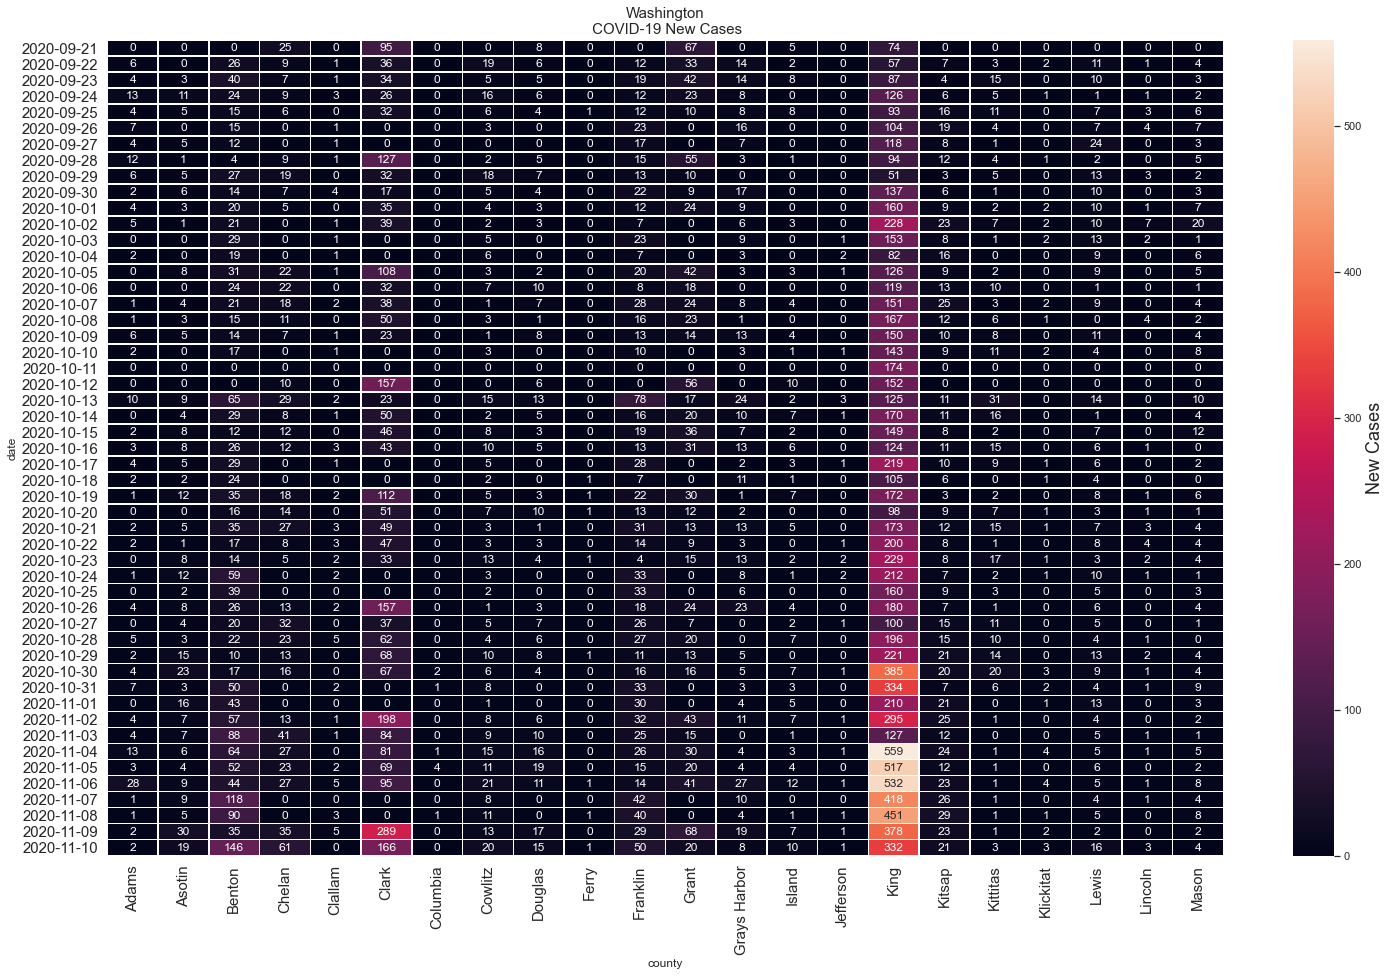 Washington
COVID-19 New Cases
2020-09-21 0 0 0 25 0 95 0 0 8 0 0 67 0 5 0 74 0 0 0 0 0 0
2020-09-22 6 0 26 9 1 36 0 19 6 0 12 33 14 2 0 57 7 3 2 11 1 4
2020-09-23 4 3 40 7 1 34 0 5 5 0 19 42 14 8 0 87 4 15 0 10 0 3
2020-09-24 13 11 24 9 3 26 0 16 6 0 12 23 8 0 0 126 6 5 1 1 1 2
2020-09-25 4 5 15 6 0 32 0 6 4 1 12 10 8 8 0 93 16 11 0 7 3 6
2020-09-26 7 0 15 0 1 0 0 3 0 0 23 0 16 0 0 104 19 4 0 7 4 7
2020-09-27 4 5 12 0 1 0 0 0 0 0 17 0 7 0 0 118 8 1 0 24 0 3
2020-09-28 12 1 4 9 1 127 0 2 5 0 15 55 3 1 0 94 12 4 1 2 0 5
2020-09-29 6 5 27 19 0 32 0 18 7 0 13 10 0 0 0 51 3 5 0 13 3 2
2020-09-30 2 6 14 7 4 17 0 5 4 0 22 9 17 0 0 137 6 1 0 10 0 3
2020-10-01 4 3 20 5 0 35 0 4 3 0 12 24 9 0 0 160 9 2 2 10 1 7
2020-10-02 5 1 21 0 1 39 0 2 3 0 7 0 6 3 0 228 23 7 2 10 7 20
2020-10-03 0 0 29 0 1 0 0 5 0 0 23 0 9 0 1 153 8 1 2 13 2 1
2020-10-04 2 0 19 0 1 0 0 6 0 0 7 0 3 0 2 82 16 0 0 9 0 6
2020-10-05 0 8 31 22 1 108 0 3 2 0 20 42 3 3 1 126 9 2 0 9 0 5
2020-10-06 0 0 24 22 0 32 0 7 10 0 8 18 0 0 0 119 13 10 0 1 0 1
2020-10-07 1 4 21 18 2 38 0 1 7 0 28 24 8 4 0 151 25 3 2 9 0 4
2020-10-08 1 3 15 11 0 50 0 3 1 0 16 23 1 0 0 167 12 6 1 0 4 2
2020-10-09 6 5 14 7 1 23 0 1 8 0 13 14 13 4 0 150 10 8 0 11 0 4
2020-10-10 2 0 17 0 1 0 0 3 0 0 10 0 3 1 1 143 9 11 2 4 0 8
2020-10-11 0 0 0 0 0 0 0 0 0 0 0 0 0 0 0 174 0 0 0 0 0 0
2020-10-12 0 0 0 10 0 157 0 0 6 0 0 56 0 10 0 152 0 0 0 0 0 0
2020-10-13 10 9 65 29 2 23 0 15 13 0 78 17 24 2 3 125 11 31 0 14 0 10
2020-10-14 0 4 29 8 1 50 0 2 5 0 16 20 10 7 1 170 11 16 0 1 0 4
2020-10-15 2 8 12 12 0 46 0 8 3 0 19 36 7 2 0 149 8 2 0 7 0 12
2020-10-16 3 8 26 12 3 43 0 10 5 0 13 31 13 6 0 124 11 15 0 6 1 0
2020-10-17 4 5 29 0 1 0 0 5 0 0 28 0 2 3 1 219 10 9 1 6 0 2
2020-10-18 2 2 24 0 0 0 0 2 0 1 7 0 11 1 0 105 6 0 1 4 0 0
2020-10-19 1 12 35 18 2 112 0 5 3 1 22 30 1 7 0 172 3 2 0 8 1 6
2020-10-20 0 0 16 14 0 51 0 7 10 1 13 12 2 0 0 98 9 7 1 3 1 1
2020-10-21 2 5 35 27 3 49 0 3 1 0 31 13 13 5 0 173 12 15 1 7 3 4
2020-10-22 2 1 17 8 3 47 0 3 3 0 14 9 3 0 1 200 8 1 0 8 4 4
2020-10-23 0 8 14 5 2 33 0 13 4 1 4 15 13 2 2 229 8 17 1 3 2 4
2020-10-24 1 12 59 0 2 0 0 3 0 0 33 0 8 1 2 212 7 2 1 10 1 1
2020-10-25 0 2 39 0 0 0 0 2 0 0 33 0 6 0 0 160 9 3 0 5 0 3
2020-10-26 4 8 26 13 2 157 0 1 3 0 18 24 23 4 0 180 7 1 0 6 0 4
2020-10-27 0 4 20 32 0 37 0 5 7 0 26 7 0 2 1 100 15 11 0 5 0 1
2020-10-28 5 3 22 23 5 62 0 4 6 0 27 20 0 7 0 196 15 10 0 4 1 0
2020-10-29 2 15 10 13 0 68 0 10 8 1 11 13 5 0 0 221 21 14 0 13 2 4
2020-10-30 4 23 17 16 0 67 2 6 4 0 16 16 5 7 1 385 20 20 3 9 1 4
2020-10-31 7 3 50 0 2 0 1 8 0 0 33 0 3 3 0 334 7 6 2 4 1 9
2020-11-01 0 16 43 0 0 0 0 1 0 0 30 0 4 5 0 210 21 0 1 13 0 3
2020-11-02 4 7 57 13 1 198 0 8 6 0 32 43 11 7 1 295 25 1 0 4 0 2
2020-11-03 4 7 88 41 1 84 0 9 10 0 25 15 0 1 0 127 12 0 0 5 1 1
2020-11-04 13 6 64 27 0 81 1 15 16 0 26 30 4 3 1 559 24 1 4 5 1 5
2020-11-05 3 4 52 23 2 69 4 11 19 0 15 20 4 4 0 517 12 1 0 6 0 2
2020-11-06 28 9 44 27 5 95 0 21 11 1 14 41 27 12 1 532 23 1 4 5 1 8
2020-11-07 1 9 118 0 0 0 0 8 0 0 42 0 10 0 0 418 26 1 0 4 1 4
2020-11-08 1 5 90 0 3 0 1 11 0 1 40 0 4 1 1 451 29 1 1 5 0 8
2020-11-09 2 30 35 35 5 289 0 13 17 0 29 68 19 7 1 378 23 1 2 2 0 2
2020-11-10 2 19 146 61 0 166 0 20 15 1 50 20 8 10 1 332 21 3 3 16 3 4
date
Adams Asotin Benton Chelan Clallam Clark Columbia Cowlitz Douglas Ferry Franklin Grant Grays Harbor Island Jefferson King Kitsap Kittitas Klickitat Lewis Lincoln Mason
county
500
400
300
200
100
0
New Cases